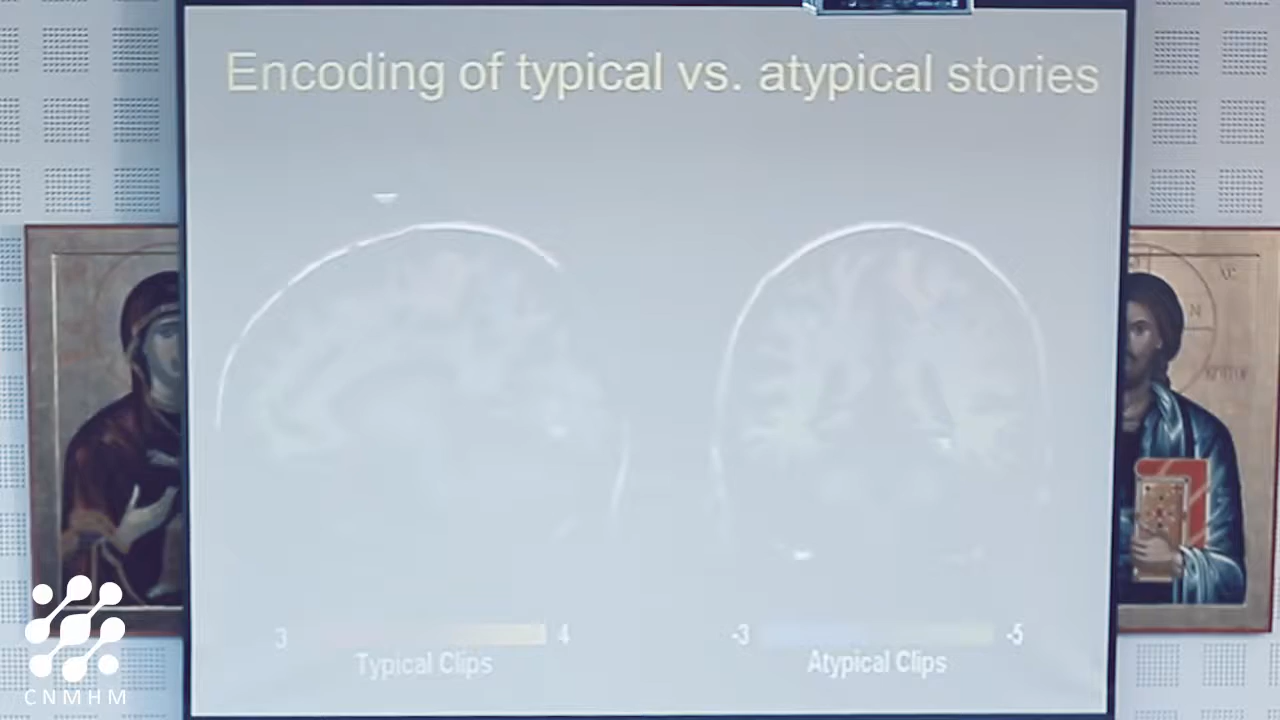 Encoding of typical vs. atypical stories
3
4
Typical Clips
-3
-5
Atypical Clips
CNMHM